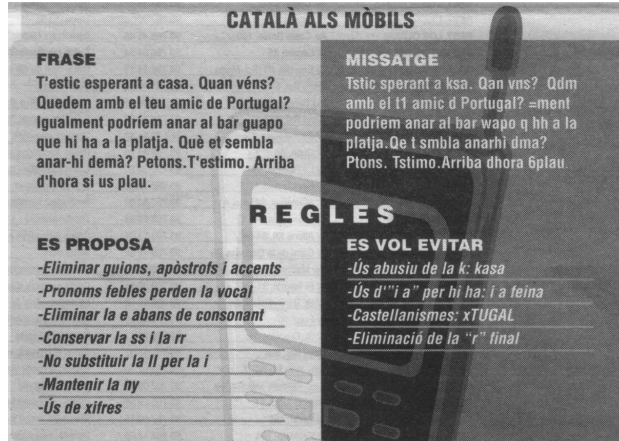 CATALÀ ALS MÒBILS
FRASE
T'estic esperant a casa. Quan véns?
Quedem amb el teu amic de Portugal?
Igualment podríem anar al bar guapo
que hi ha a la platja. Què et sembla
anar-hi demà? Petons.T'estimo. Arriba
d'hora si us plau.
MISSATGE
Tstic sperant a ksa. Qan vns? Qdm
amb el t1 amic d Portugal? =ment
podriem anar al bar wapo q hh a la
platja.Qe t smbla anarhi dma?
Ptons. Tstimo.Arriba dhora 6plau.
REGLES
ES PROPOSA
-Eliminar guions, apòstrofs i accents
-Pronoms febles perden la vocal
-Eliminar la e abans de consonant
-Conservar la ss i la rr
-No substituir la ll per la i
-Mantenir la ny
-Ús de xifres
ES VOL EVITAR
-Ús abusiu de la k: kasa
-Ús d'"i a" per hi ha: i a feina
-Castellanismes: xTUGAL
-Eliminació de la “r” final